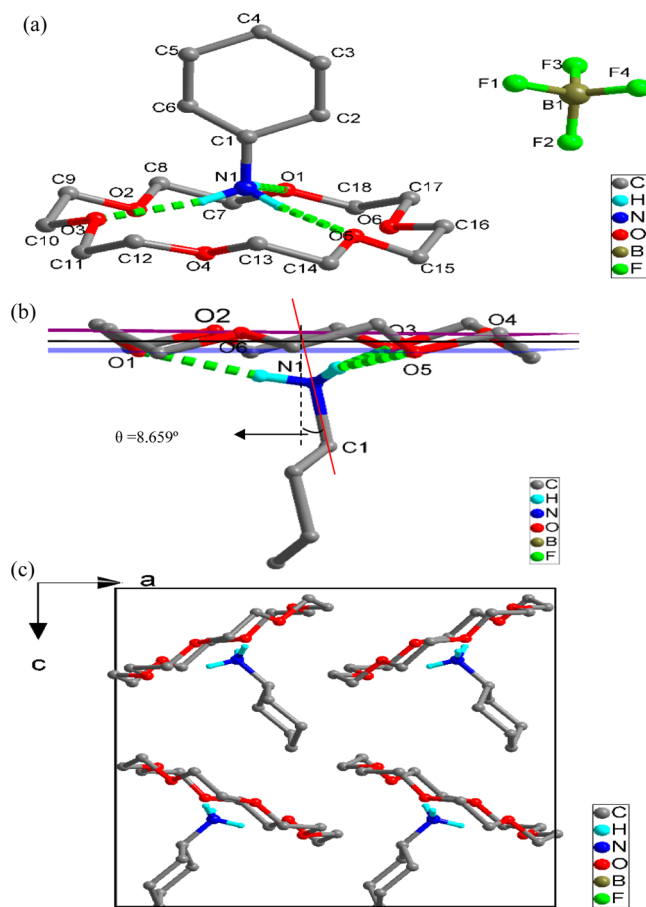 (a)
C4
C5
C3
C6
C2
C1
F3
F1
F4
B1
F2
N1
O1
C9
C8
C18
C17
O2
C7
O6
O3
O5
C16
C10
C11
C12
O4
C13
C14
C15
C
H
N
O
B
F
(b)
O2
O3
O4
O1
O6
N1
O5
θ =8.659º
C1
C
H
N
O
B
F
(c)
a
c
C
H
N
O
B
F